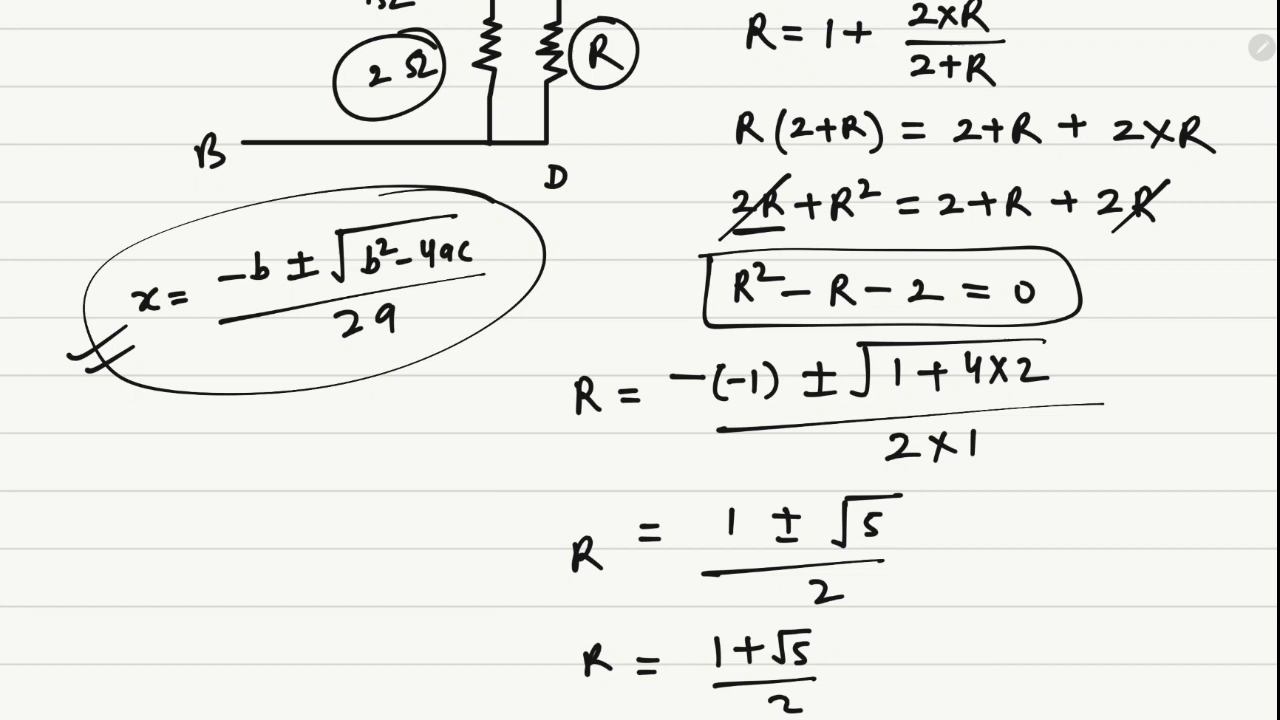 2 Ω
R
B
D
x = -b ± √b² - 4ac / 2a
R = 1 + 2×R / 2+R
R (2+R) = 2+R + 2×R
2R + R² = 2+R + 2R
R² - R - 2 = 0
R = -(-1) ± √1 + 4×2 / 2×1
R = 1 ± √5 / 2
R = 1+√5 / 2